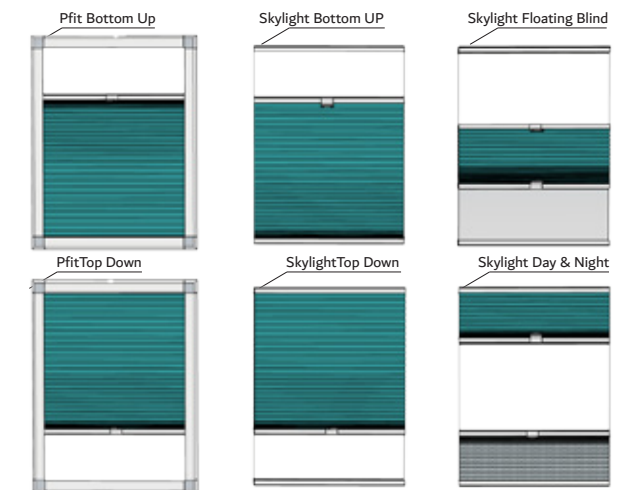 Pfit Bottom Up
Skylight Bottom UP
Skylight Floating Blind
PfitTop Down
SkylightTop Down
Skylight Day & Night